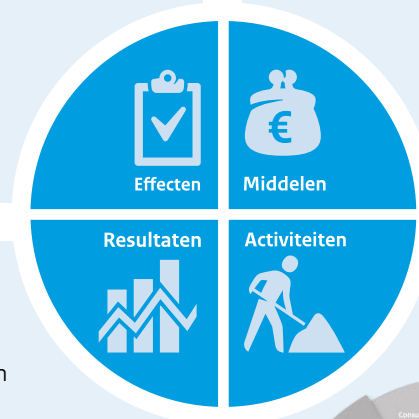 Effecten
Middelen
€
Resultaten
Activiteiten
n